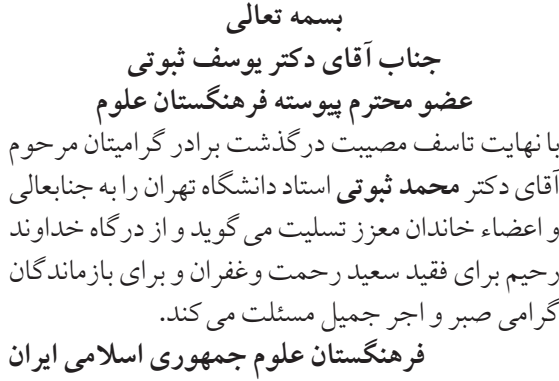 بسمه تعالی
جناب آقای دکتر یوسف ثبوتی
عضو محترم پیوسته فرهنگستان علوم
با نهایت تاسف مصیبت درگذشت برادر گرامیتان مرحوم
آقای دکتر محمد ثبوتی استاد دانشگاه تهران را به جنابعالی
و اعضاء خاندان معزز تسلیت می گوید و از درگاه خداوند
رحیم برای فقید سعید رحمت وغفران و برای بازماندگان
گرامی صبر و اجر جمیل مسئلت می کند.
فرهنگستان علوم جمهوری اسلامی ایران